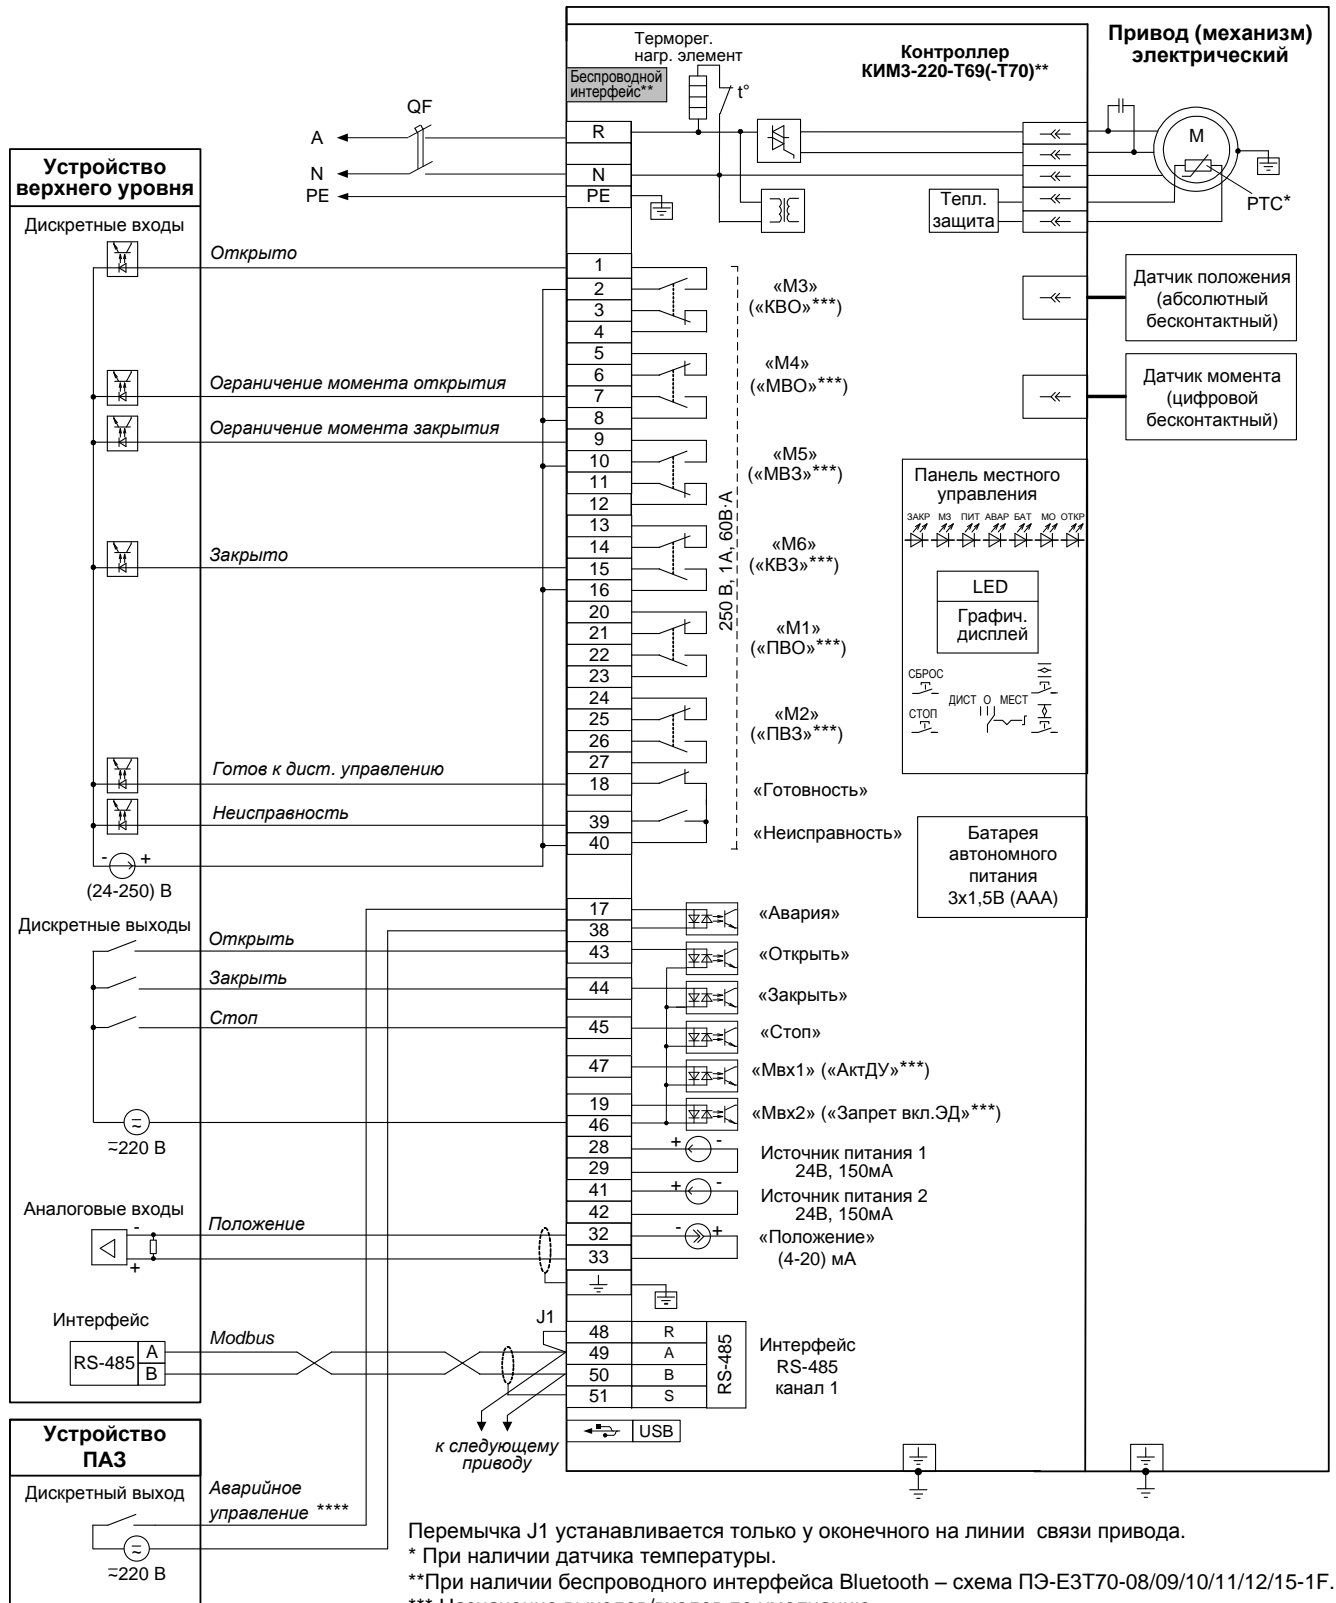 Привод (механизм)
электрический
Терморег.
нагр. элемент
Контроллер
КИМ3-220-Т69(-Т70)**
Беспроводной
интерфейс**
t°
QF
A
R
N
N
PE
PE
M
PTC*
Тепл.
защита
Устройство
верхнего уровня
Дискретные входы
Открыто
1
2
3
4
«М3»
(«КВО»***)
Датчик положения
(абсолютный
бесконтактный)
Ограничение момента открытия
5
6
7
8
«М4»
(«МВО»***)
Датчик момента
(цифровой
бесконтактный)
Ограничение момента закрытия
9
10
11
12
«М5»
(«МВЗ»***)
Закрыто
13
14
15
16
«М6»
(«КВЗ»***)
250 В, 1А, 60В·А
20
21
22
23
«М1»
(«ПВО»***)
24
25
26
27
«М2»
(«ПВЗ»***)
Панель местного
управления
ЗАКР МЗ ПИТ АВАР БАТ МО ОТКР
LED
Графич.
дисплей
СБРОС
СТОП
ДИСТ О МЕСТ
Готов к дист. управлению
18
«Готовность»
Неисправность
39
40
«Неисправность»
- +
(24-250) В
Батарея
автономного
питания
3х1,5В (ААА)
Дискретные выходы
17
38
«Авария»
Открыть
43
«Открыть»
Закрыть
44
«Закрыть»
Стоп
45
«Стоп»
47
«Мвх1» («АктДУ»***)
19
46
«Мвх2» («Запрет вкл.ЭД»***)
≂220 В
28
29
+ -
Источник питания 1
24В, 150мА
41
42
+ -
Источник питания 2
24В, 150мА
Аналоговые входы
-
+
Положение
32
33
- +
«Положение»
(4-20) мА
Интерфейс
RS-485
A
B
Modbus
J1
48 R
49 A
50 B
51 S
RS-485
Интерфейс
RS-485
канал 1
USB
к следующему
приводу
Устройство
ПАЗ
Дискретный выход
Аварийное
управление ****
≂220 В
Перемычка J1 устанавливается только у оконечного на линии связи привода.
* При наличии датчика температуры.
**При наличии беспроводного интерфейса Bluetooth – схема ПЭ-Е3Т70-08/09/10/11/12/15-1F.